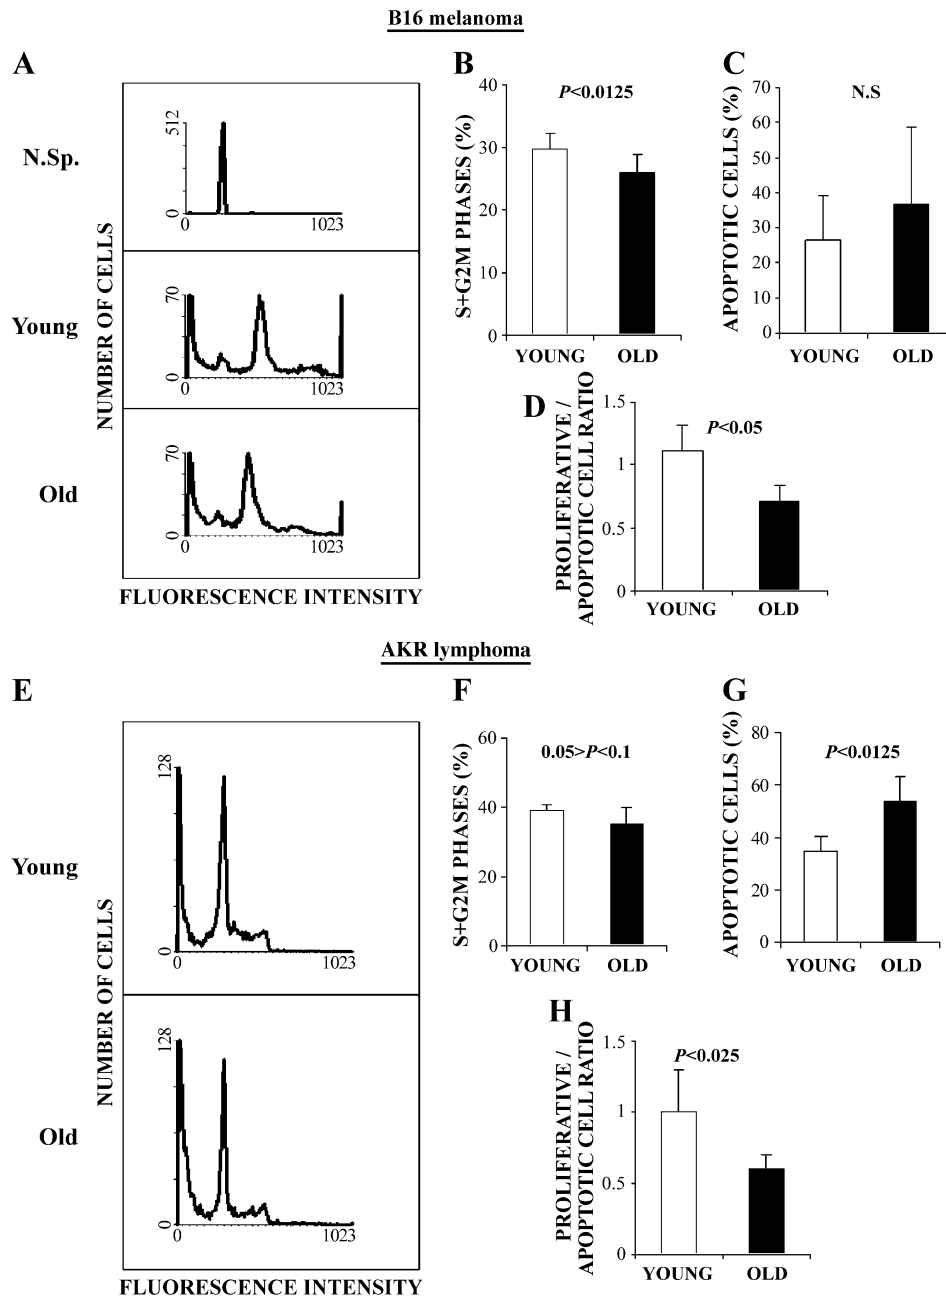 B16 melanoma
A
N.Sp.
Young
Old
NUMBER OF CELLS
512
0
0
1023
70
0
0
1023
70
0
0
1023
FLUORESCENCE INTENSITY
B
P<0.0125
S+G2M PHASES (%)
40
30
20
10
0
YOUNG
OLD
C
N.S
APOPTOTIC CELLS (%)
70
60
50
40
30
20
10
0
YOUNG
OLD
D
P<0.05
PROLIFERATIVE /
APOPTOTIC CELL RATIO
1.5
1
0.5
0
YOUNG
OLD
AKR lymphoma
E
Young
Old
NUMBER OF CELLS
128
0
0
1023
128
0
0
1023
FLUORESCENCE INTENSITY
F
0.05>P<0.1
S+G2M PHASES (%)
60
40
20
0
YOUNG
OLD
G
P<0.0125
APOPTOTIC CELLS (%)
80
60
40
20
0
YOUNG
OLD
H
P<0.025
PROLIFERATIVE /
APOPTOTIC CELL RATIO
1.5
1
0.5
0
YOUNG
OLD